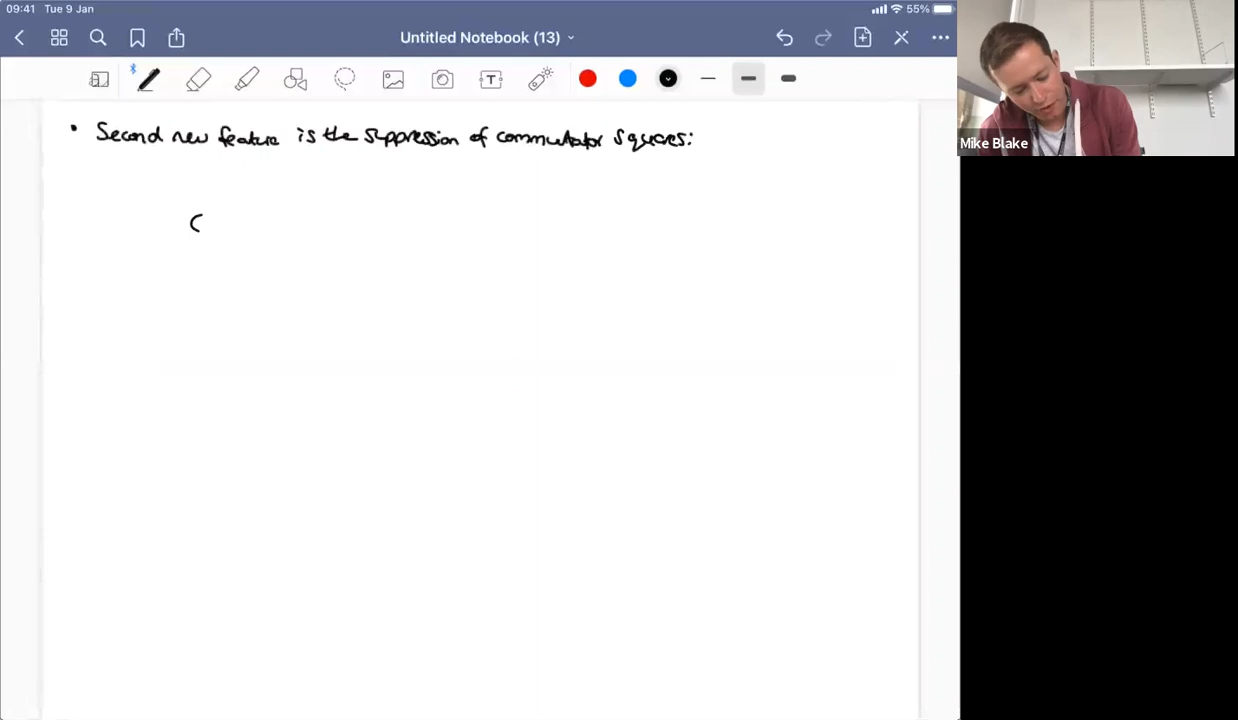 09:41 Tue 9 Jan
55%
Untitled Notebook (13)
T
Mike Blake
• Second new feature is the suppression of commutator squares:
C